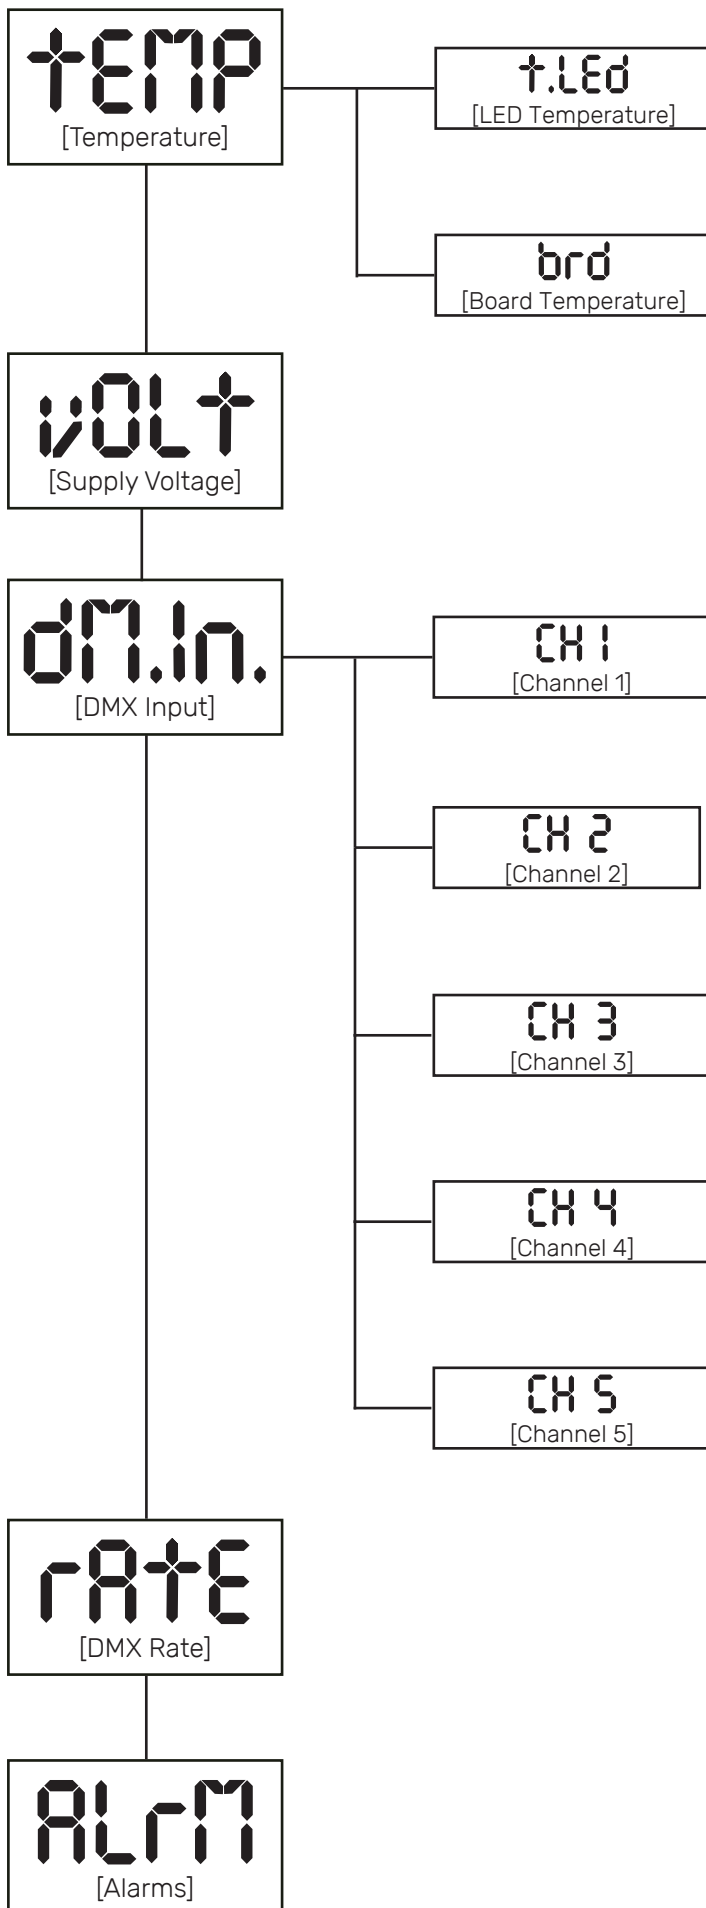 tEMP
[Temperature]
t.LEd
[LED Temperature]
brd
[Board Temperature]
vOLt
[Supply Voltage]
dM.In.
[DMX Input]
CH 1
[Channel 1]
CH 2
[Channel 2]
CH 3
[Channel 3]
CH 4
[Channel 4]
CH 5
[Channel 5]
rAtE
[DMX Rate]
ALrM
[Alarms]